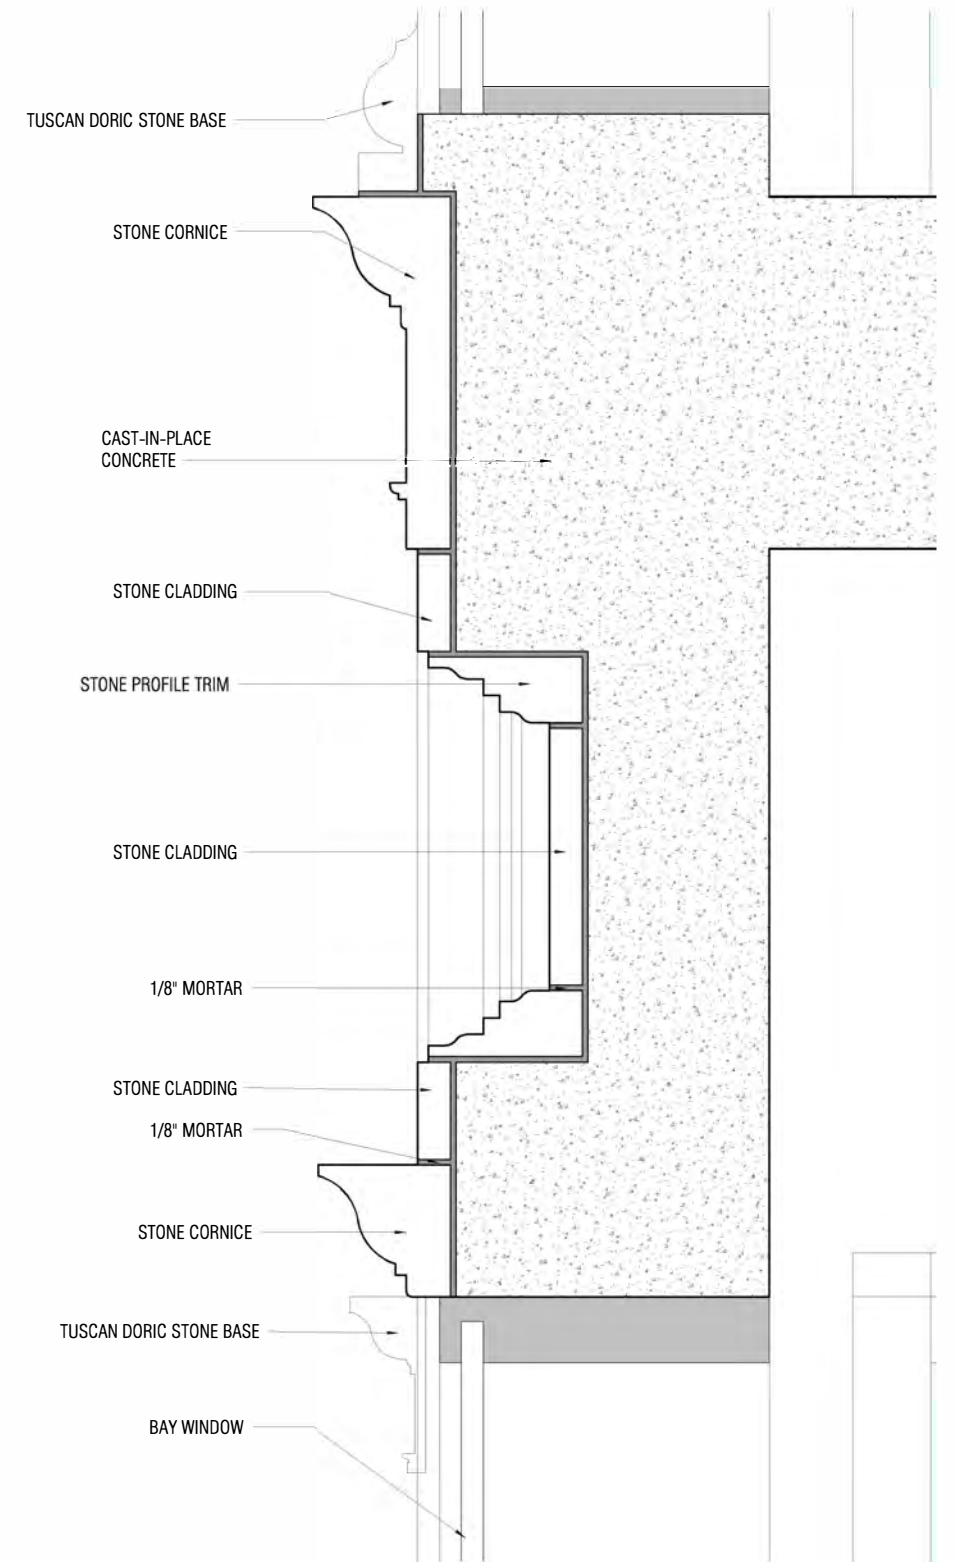 TUSCAN DORIC STONE BASE
STONE CORNICE
CAST-IN-PLACE
CONCRETE
STONE CLADDING
STONE PROFILE TRIM
STONE CLADDING
1/8" MORTAR
STONE CLADDING
1/8" MORTAR
STONE CORNICE
TUSCAN DORIC STONE BASE
BAY WINDOW